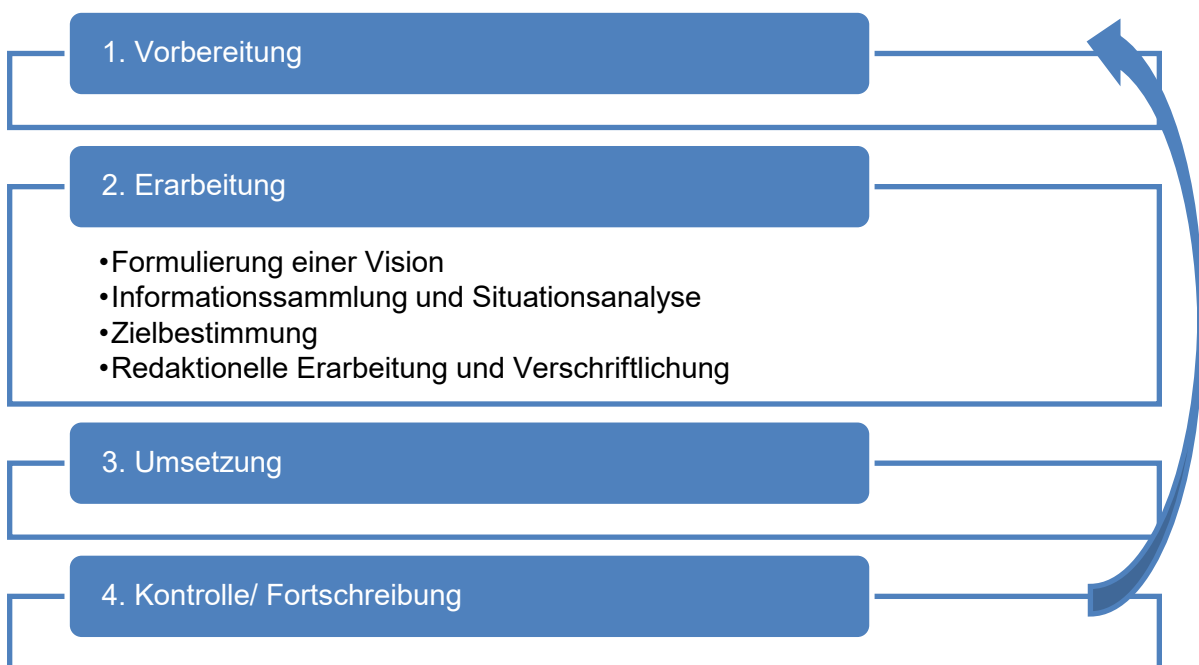 1. Vorbereitung
2. Erarbeitung
•Formulierung einer Vision
•Informationssammlung und Situationsanalyse
•Zielbestimmung
•Redaktionelle Erarbeitung und Verschriftlichung
3. Umsetzung
4. Kontrolle/ Fortschreibung